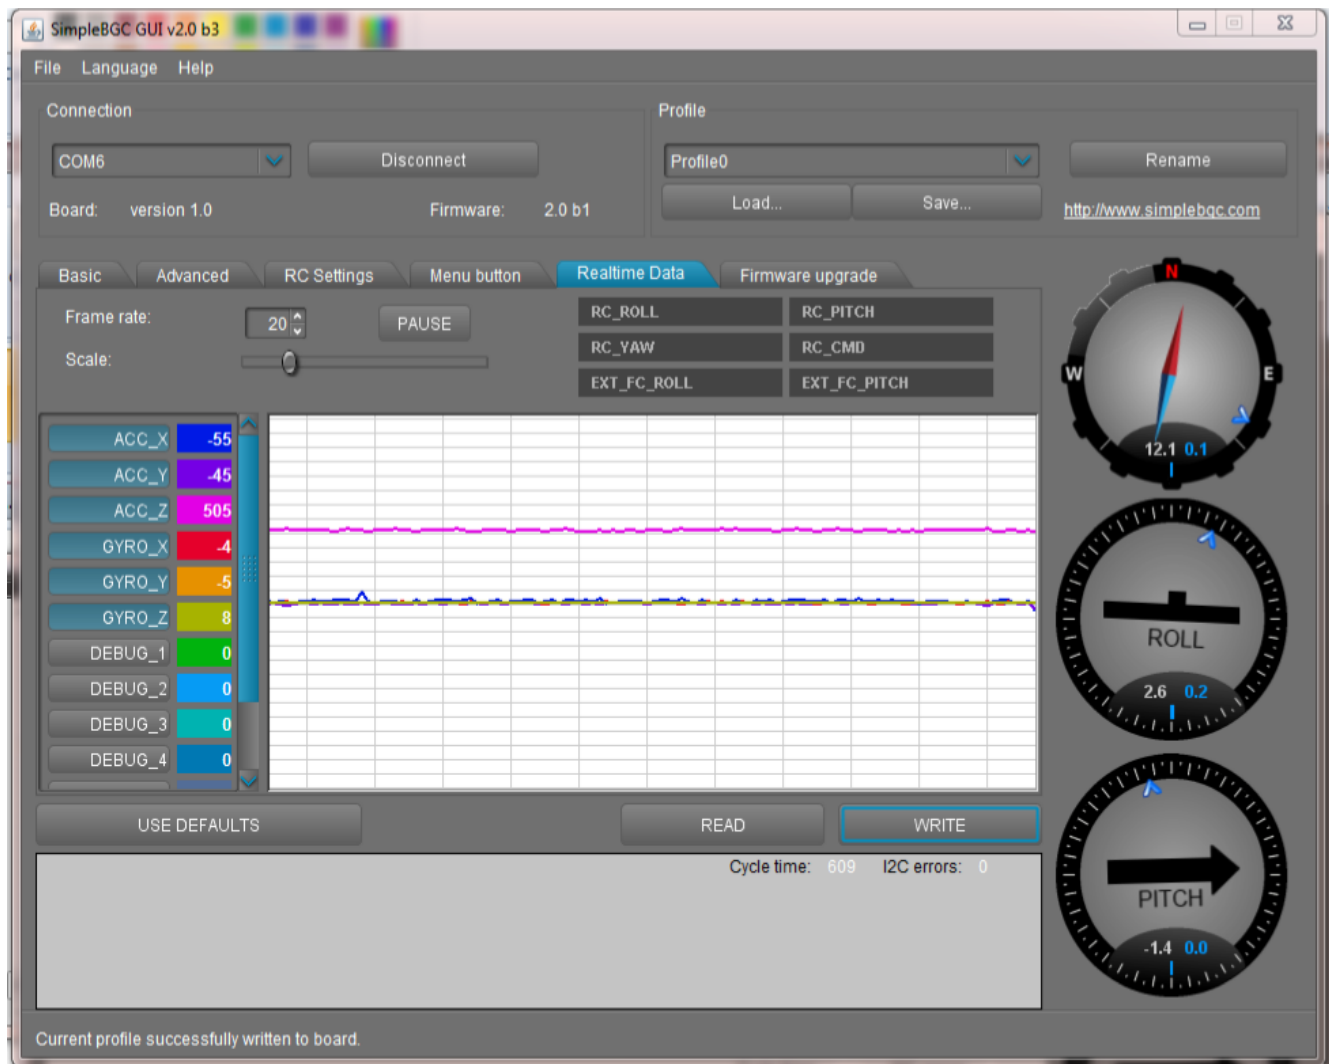 SimpleBGC GUI v2.0 b3
File Language Help
Connection
Profile
COM6 Disconnect
Profile0 Rename
Board: version 1.0 Firmware: 2.0 b1
Load... Save...
http://www.simplebgc.com
Basic Advanced RC Settings Menu button Realtime Data Firmware upgrade
Frame rate: 20 PAUSE
Scale:
RC_ROLL RC_PITCH
RC_YAW RC_CMD
EXT_FC_ROLL EXT_FC_PITCH
N
W E
12.1 0.1
ACC_X -55
ACC_Y -45
ACC_Z 505
GYRO_X -4
GYRO_Y -5
GYRO_Z 8
DEBUG_1 0
DEBUG_2 0
DEBUG_3 0
DEBUG_4 0
ROLL
2.6 0.2
PITCH
-1.4 0.0
USE DEFAULTS READ WRITE
Cycle time: 609 I2C errors: 0
Current profile successfully written to board.